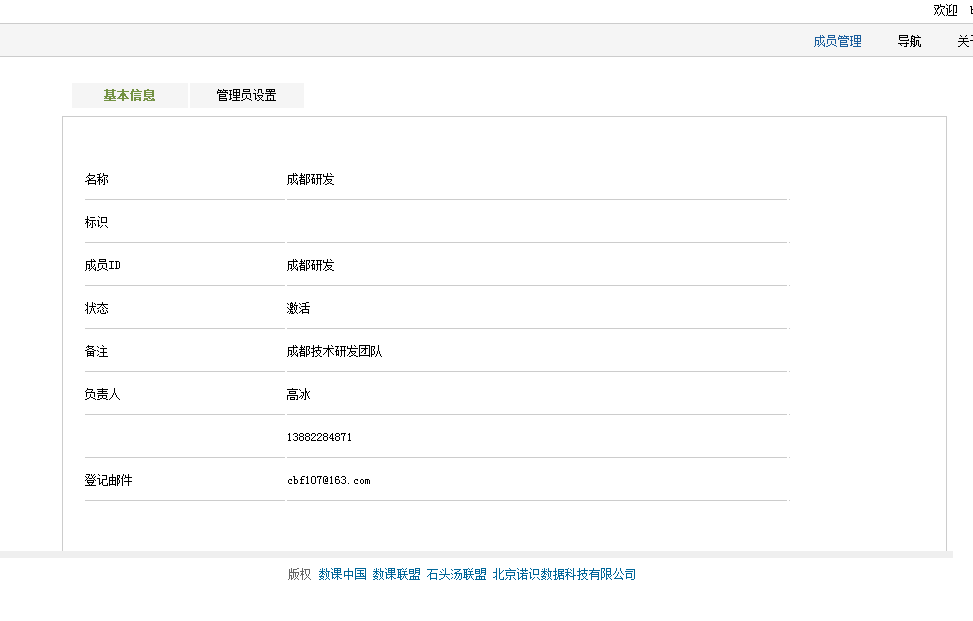 欢迎
成员管理 导航 关于
基本信息 管理员设置
名称 成都研发
标识
成员ID 成都研发
状态 激活
备注 成都技术研发团队
负责人 高冰
13882284871
登记邮件 cbf107@163.com
版权 数课中国 数课联盟 石头汤联盟 北京诺识数据科技有限公司